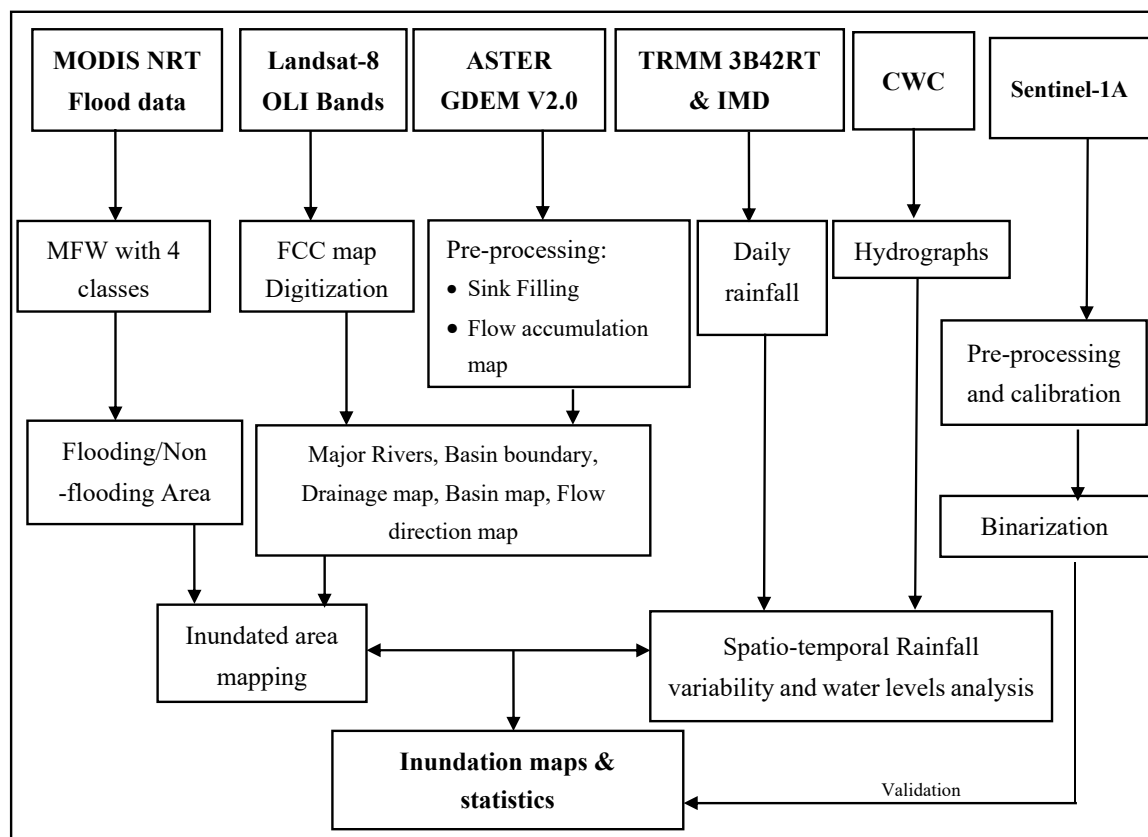 MODIS NRT
Flood data
Landsat-8
OLI Bands
ASTER
GDEM V2.0
TRMM 3B42RT
& IMD
CWC
Sentinel-1A
MFW with 4
classes
FCC map
Digitization
Pre-processing:
• Sink Filling
• Flow accumulation
map
Daily
rainfall
Hydrographs
Pre-processing
and calibration
Flooding/Non
-flooding Area
Major Rivers, Basin boundary,
Drainage map, Basin map, Flow
direction map
Binarization
Inundated area
mapping
Spatio-temporal Rainfall
variability and water levels analysis
Inundation maps &
statistics
Validation